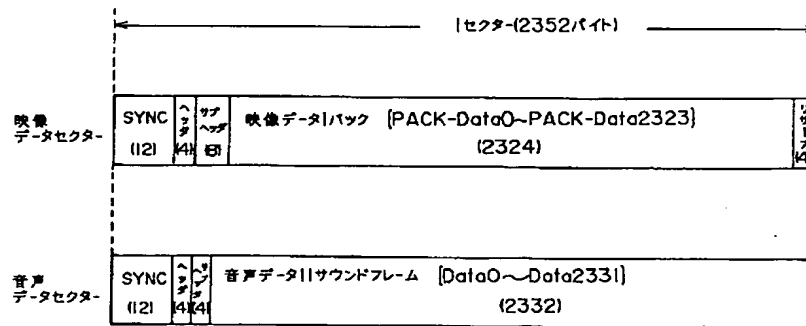 1セクター(2352バイト)
映像
データセクター
SYNC
(12)
ヘッダ
(4)
サブ
ヘッダ
(8)
映像データ1パック {PACK-Data0~PACK-Data2323}
(2324)
(4)
音声
データセクター
SYNC
(12)
ヘッダ
(4)
サブヘッダ
(4)
音声データ11サウンドフレーム {Data0~Data2331}
(2332)